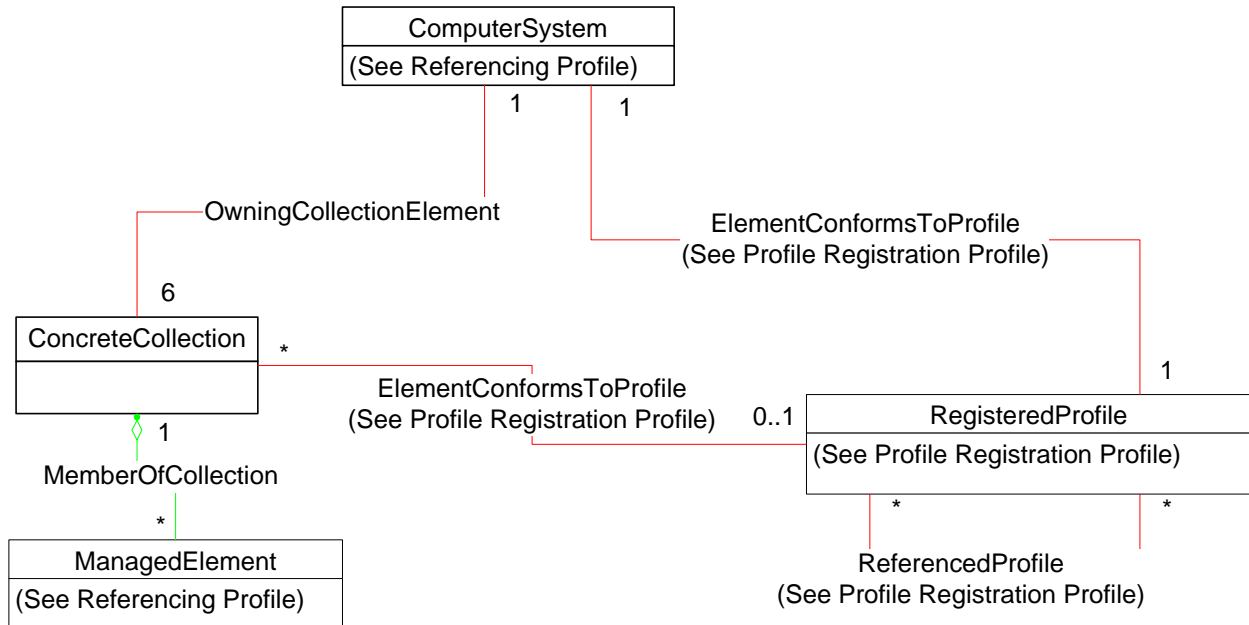 ComputerSystem
(See Referencing Profile)
1
1
OwningCollectionElement
ElementConformsToProfile
(See Profile Registration Profile)
6
ConcreteCollection
*
ElementConformsToProfile
(See Profile Registration Profile)
0..1
1
RegisteredProfile
(See Profile Registration Profile)
1
MemberOfCollection
*
ManagedElement
(See Referencing Profile)
*
*
ReferencedProfile
(See Profile Registration Profile)